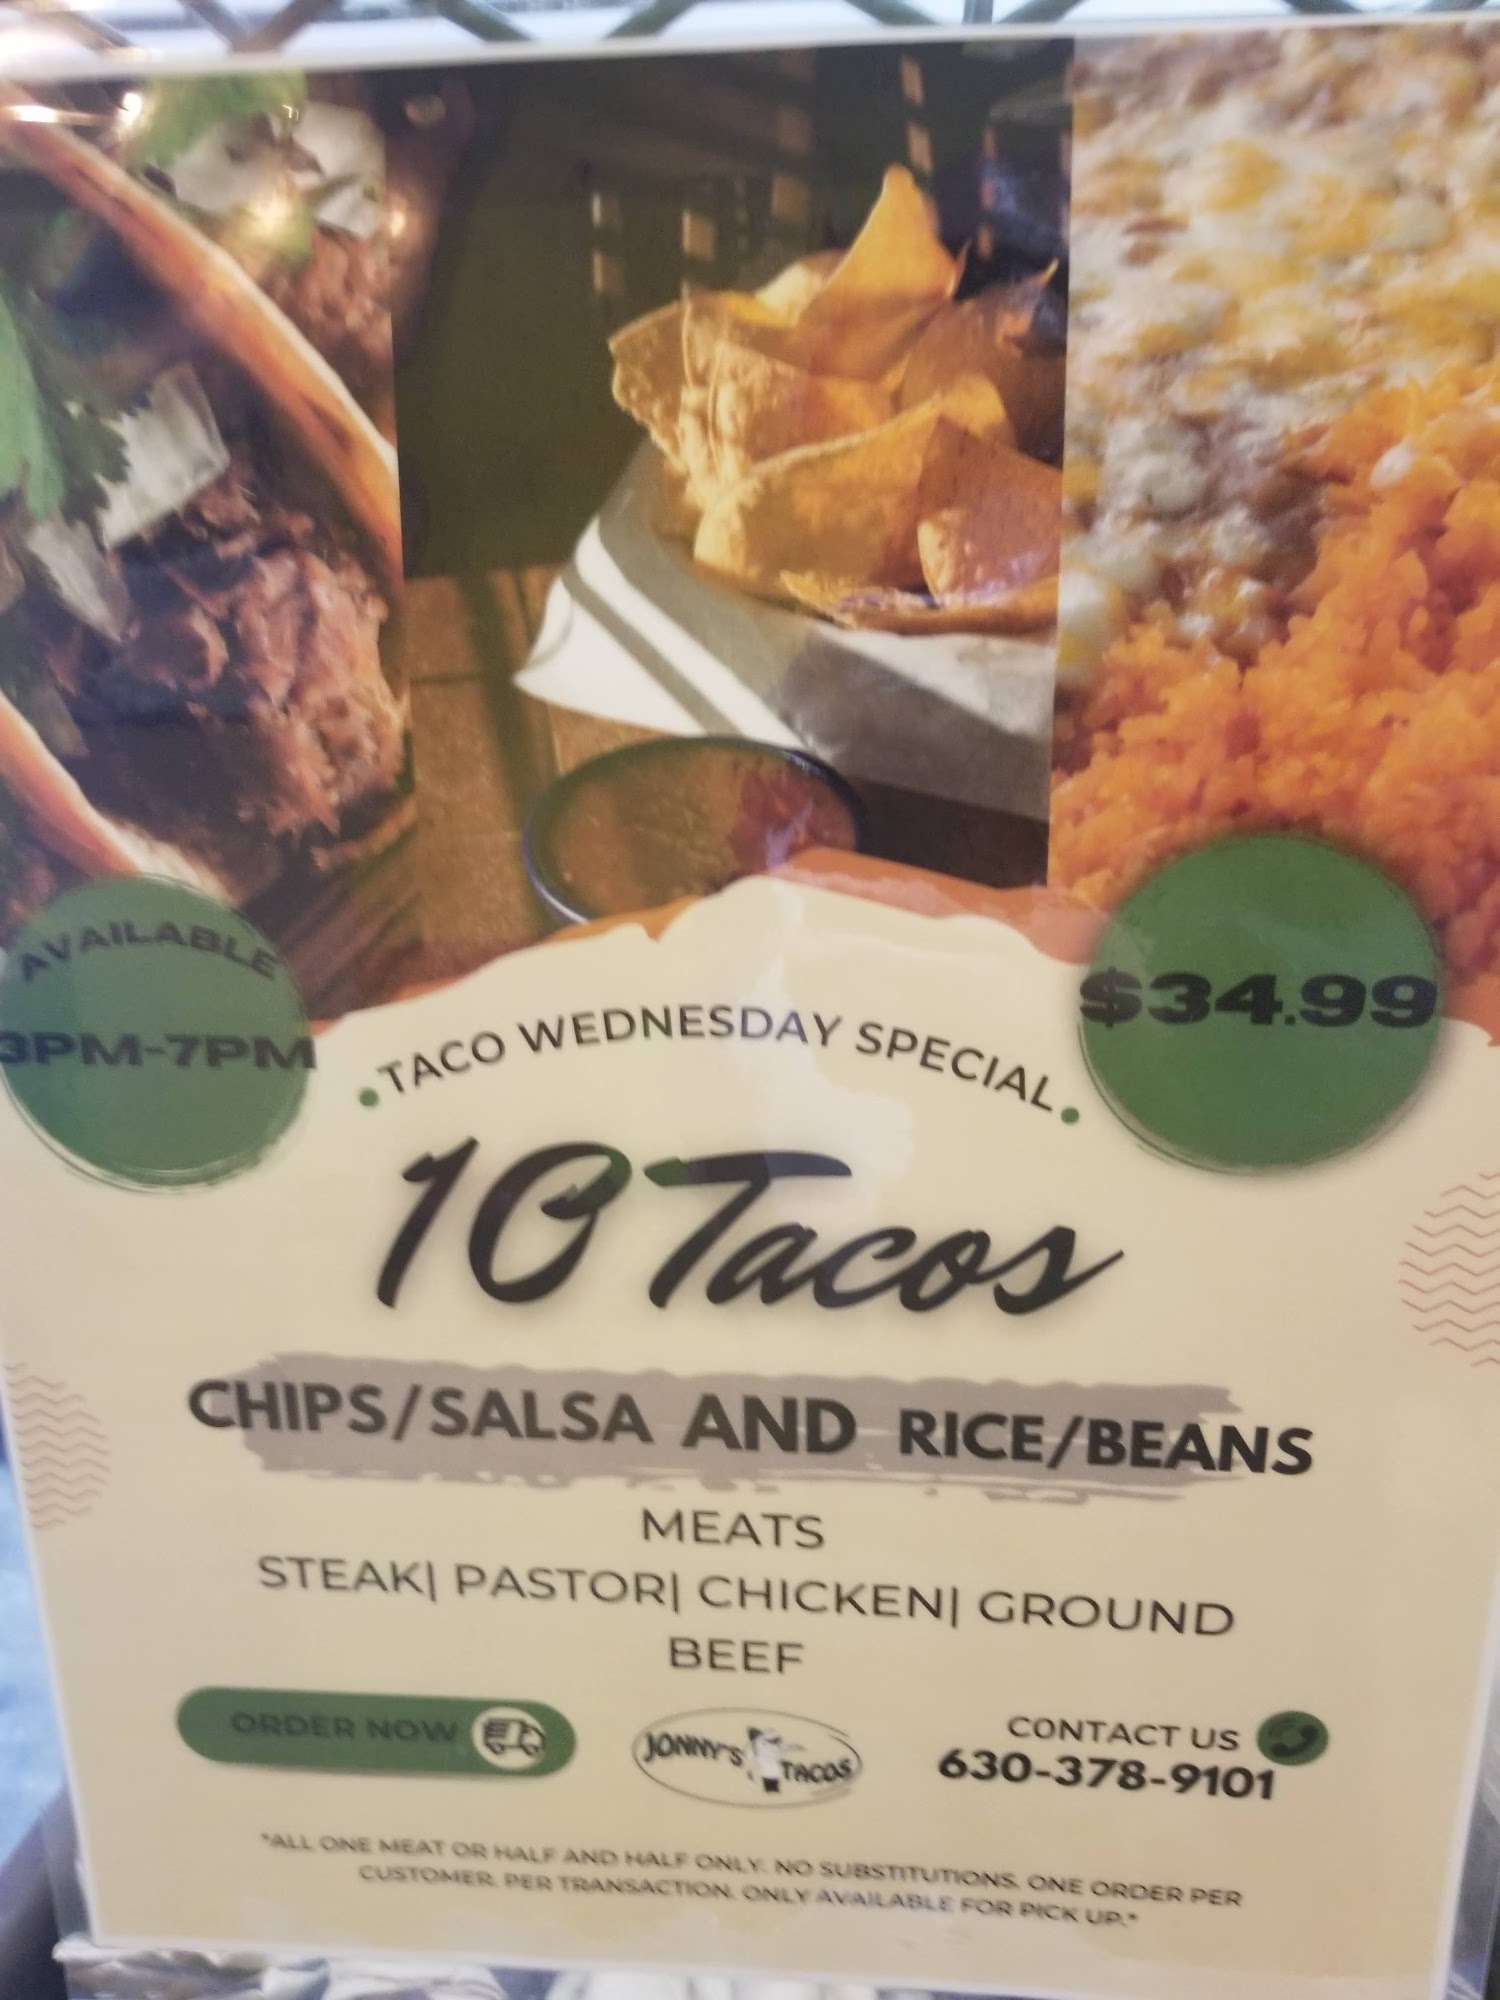 AVAILABLE
3PM-7PM
$34.99
TACO WEDNESDAY SPECIAL
10 Tacos
CHIPS/SALSA AND RICE/BEANS
MEATS
STEAK| PASTOR| CHICKEN| GROUND
BEEF
ORDER NOW
JONNY'S TACOS
CONTACT US
630-378-9101
*ALL ONE MEAT OR HALF AND HALF ONLY. NO SUBSTITUTIONS. ONE ORDER PER
CUSTOMER, PER TRANSACTION. ONLY AVAILABLE FOR PICK UP.*